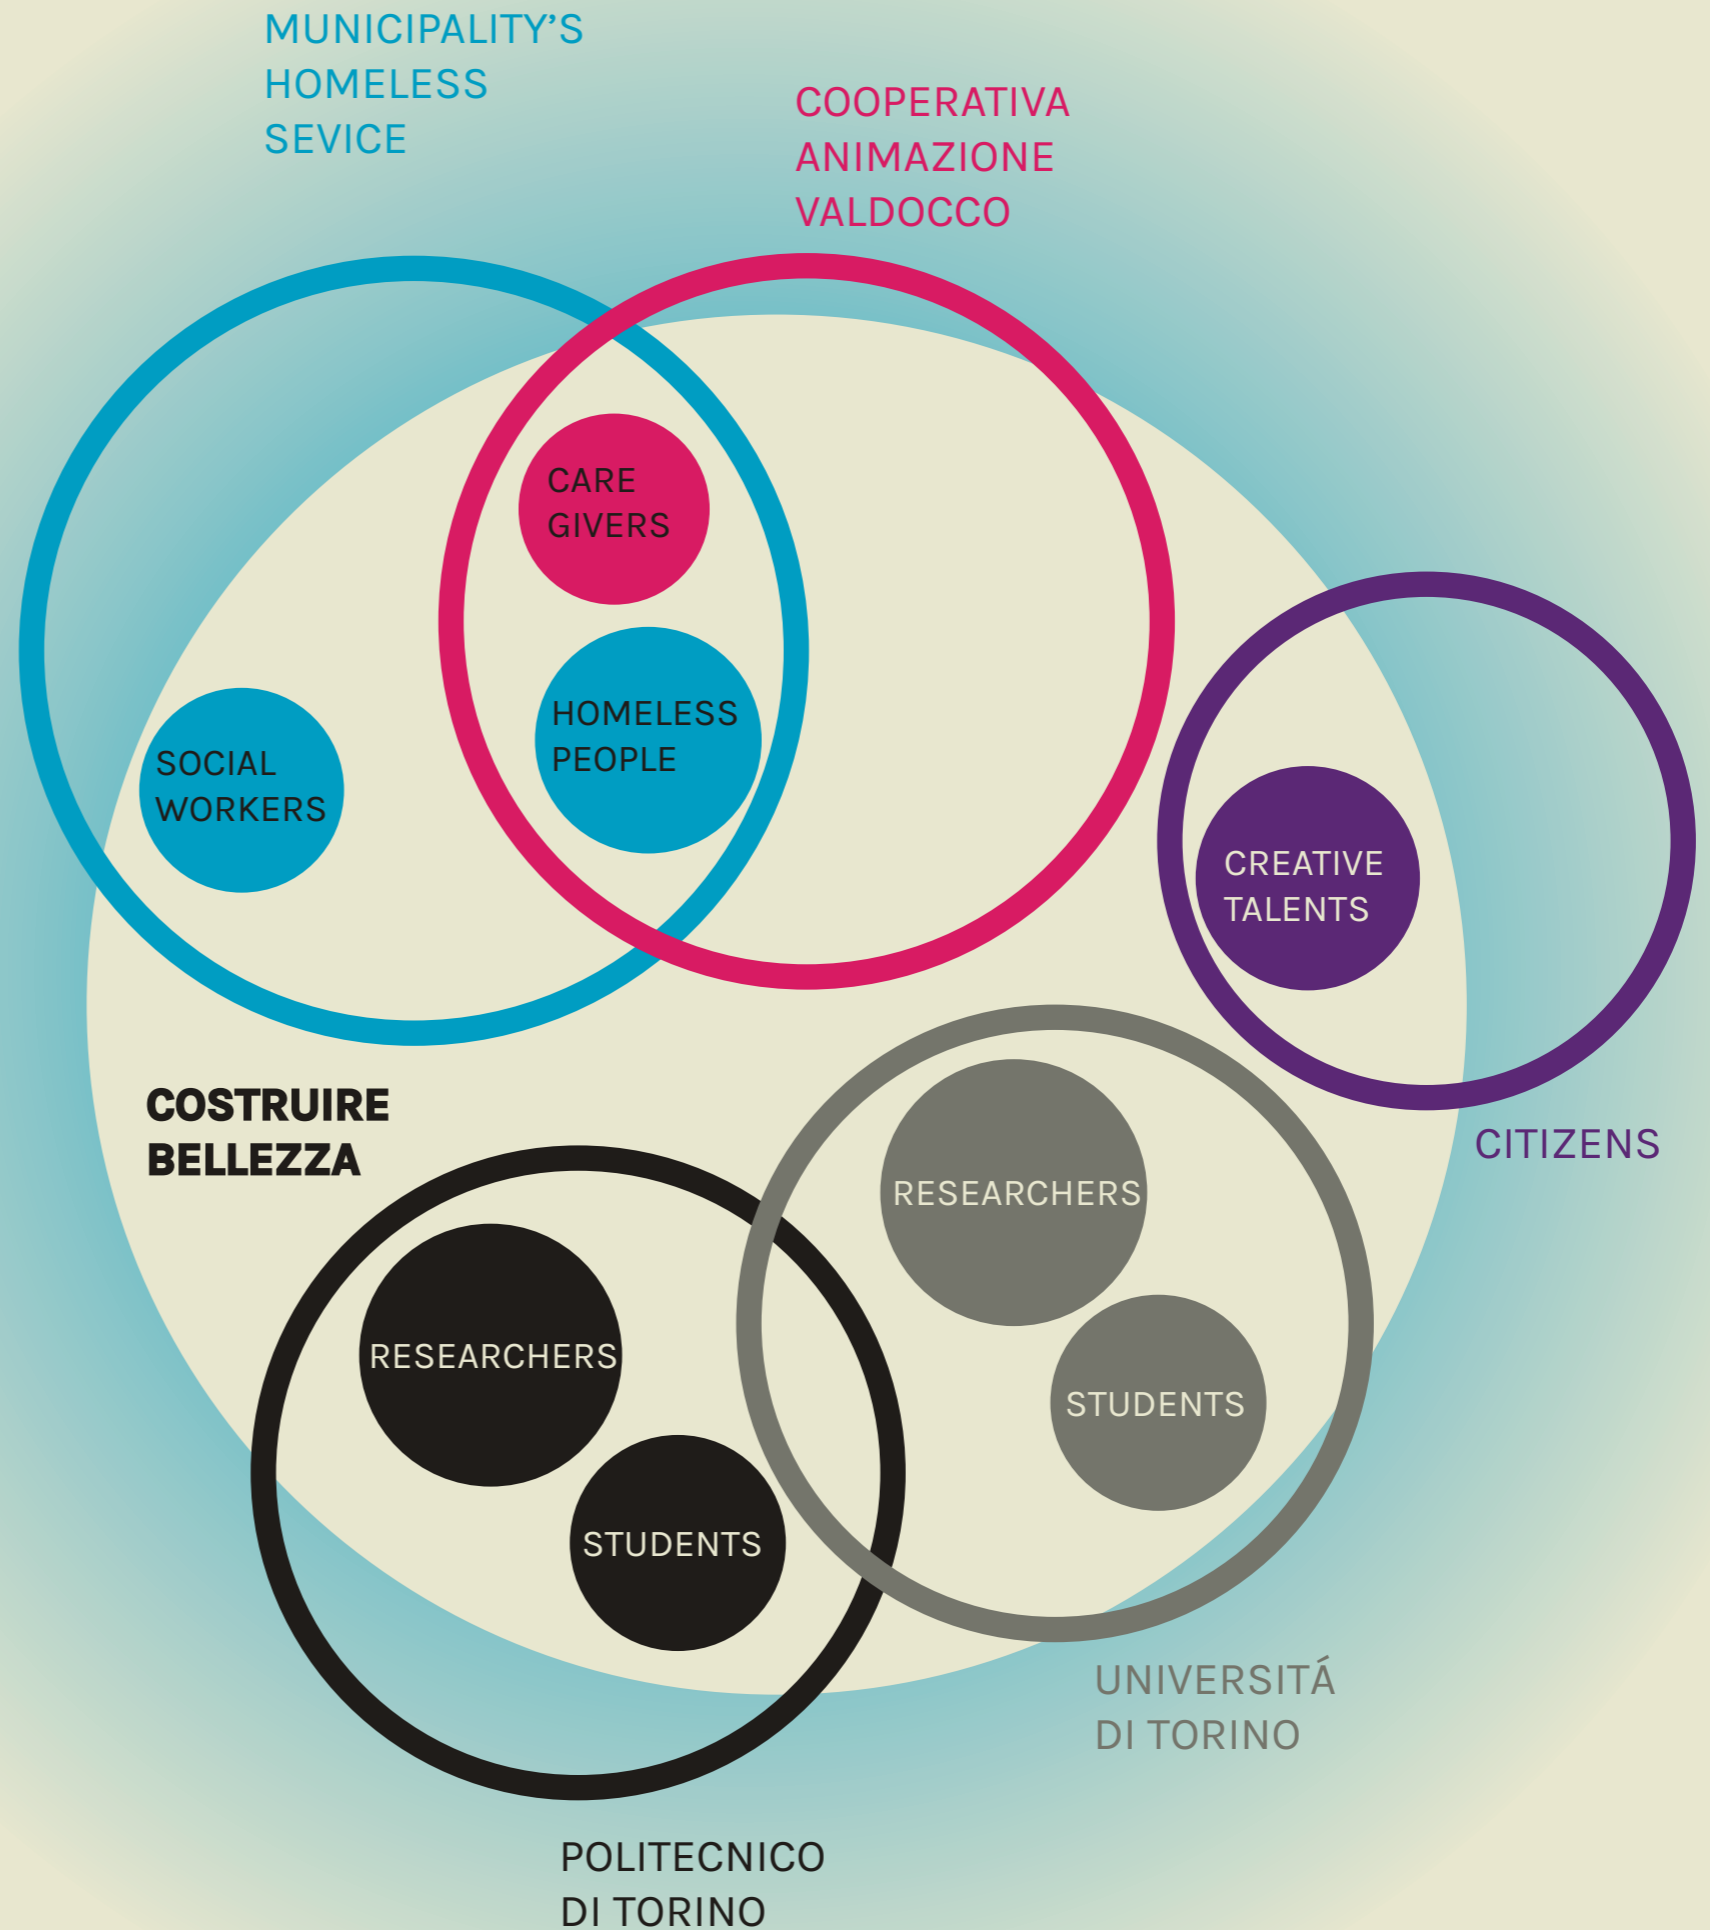 MUNICIPALITY’S
HOMELESS
SEVICE
COOPERATIVA
ANIMAZIONE
VALDOCCO
CARE
GIVERS
HOMELESS
PEOPLE
SOCIAL
WORKERS
CREATIVE
TALENTS
CITIZENS
COSTRUIRE
BELLEZZA
RESEARCHERS
STUDENTS
RESEARCHERS
STUDENTS
UNIVERSITÁ
DI TORINO
POLITECNICO
DI TORINO